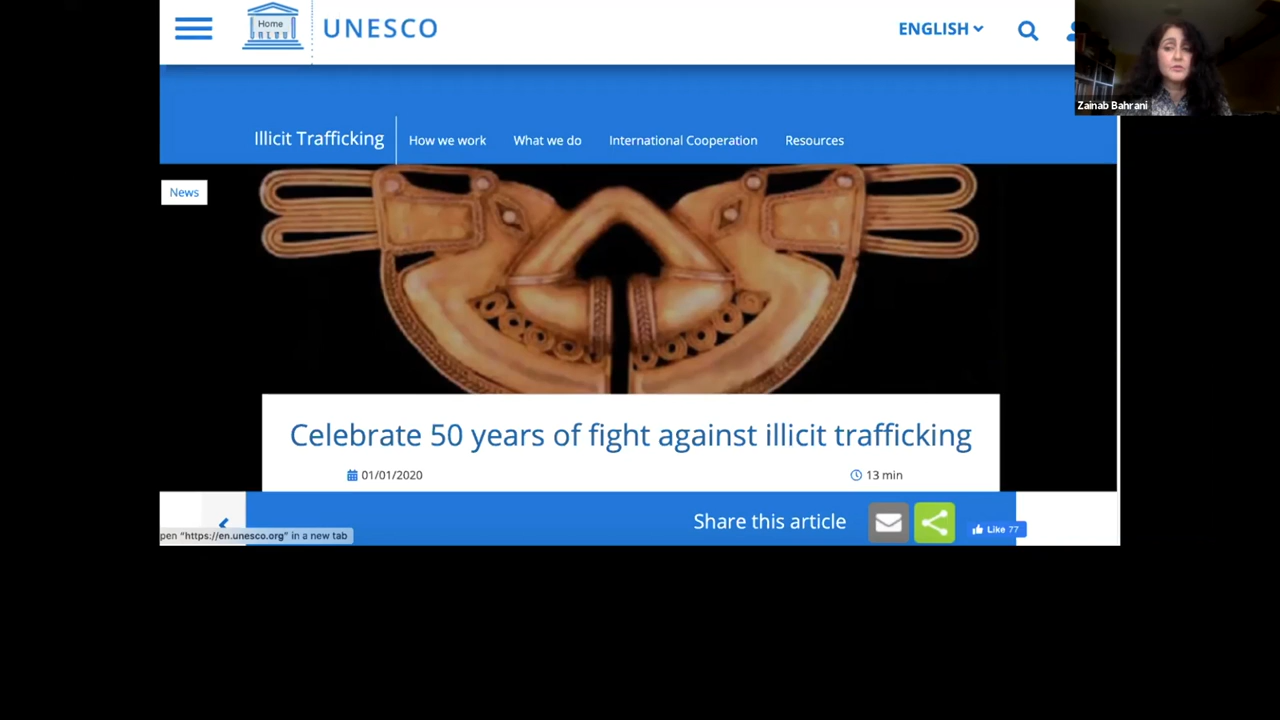 Home
UNESCO
ENGLISH
Zainab Bahrani
Illicit Trafficking
How we work
What we do
International Cooperation
Resources
News
Celebrate 50 years of fight against illicit trafficking
01/01/2020
13 min
Share this article
Like 77
pen "https://en.unesco.org" in a new tab